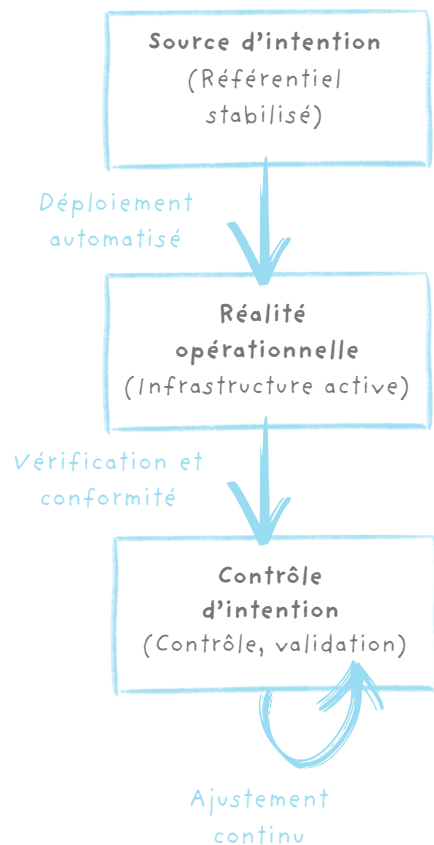 Source d'intention
(Référentiel
stabilisé)
Déploiement
automatisé
Réalité
opérationnelle
(Infrastructure active)
Vérification et
conformité
Contrôle
d'intention
(Contrôle, validation)
Ajustement
continu